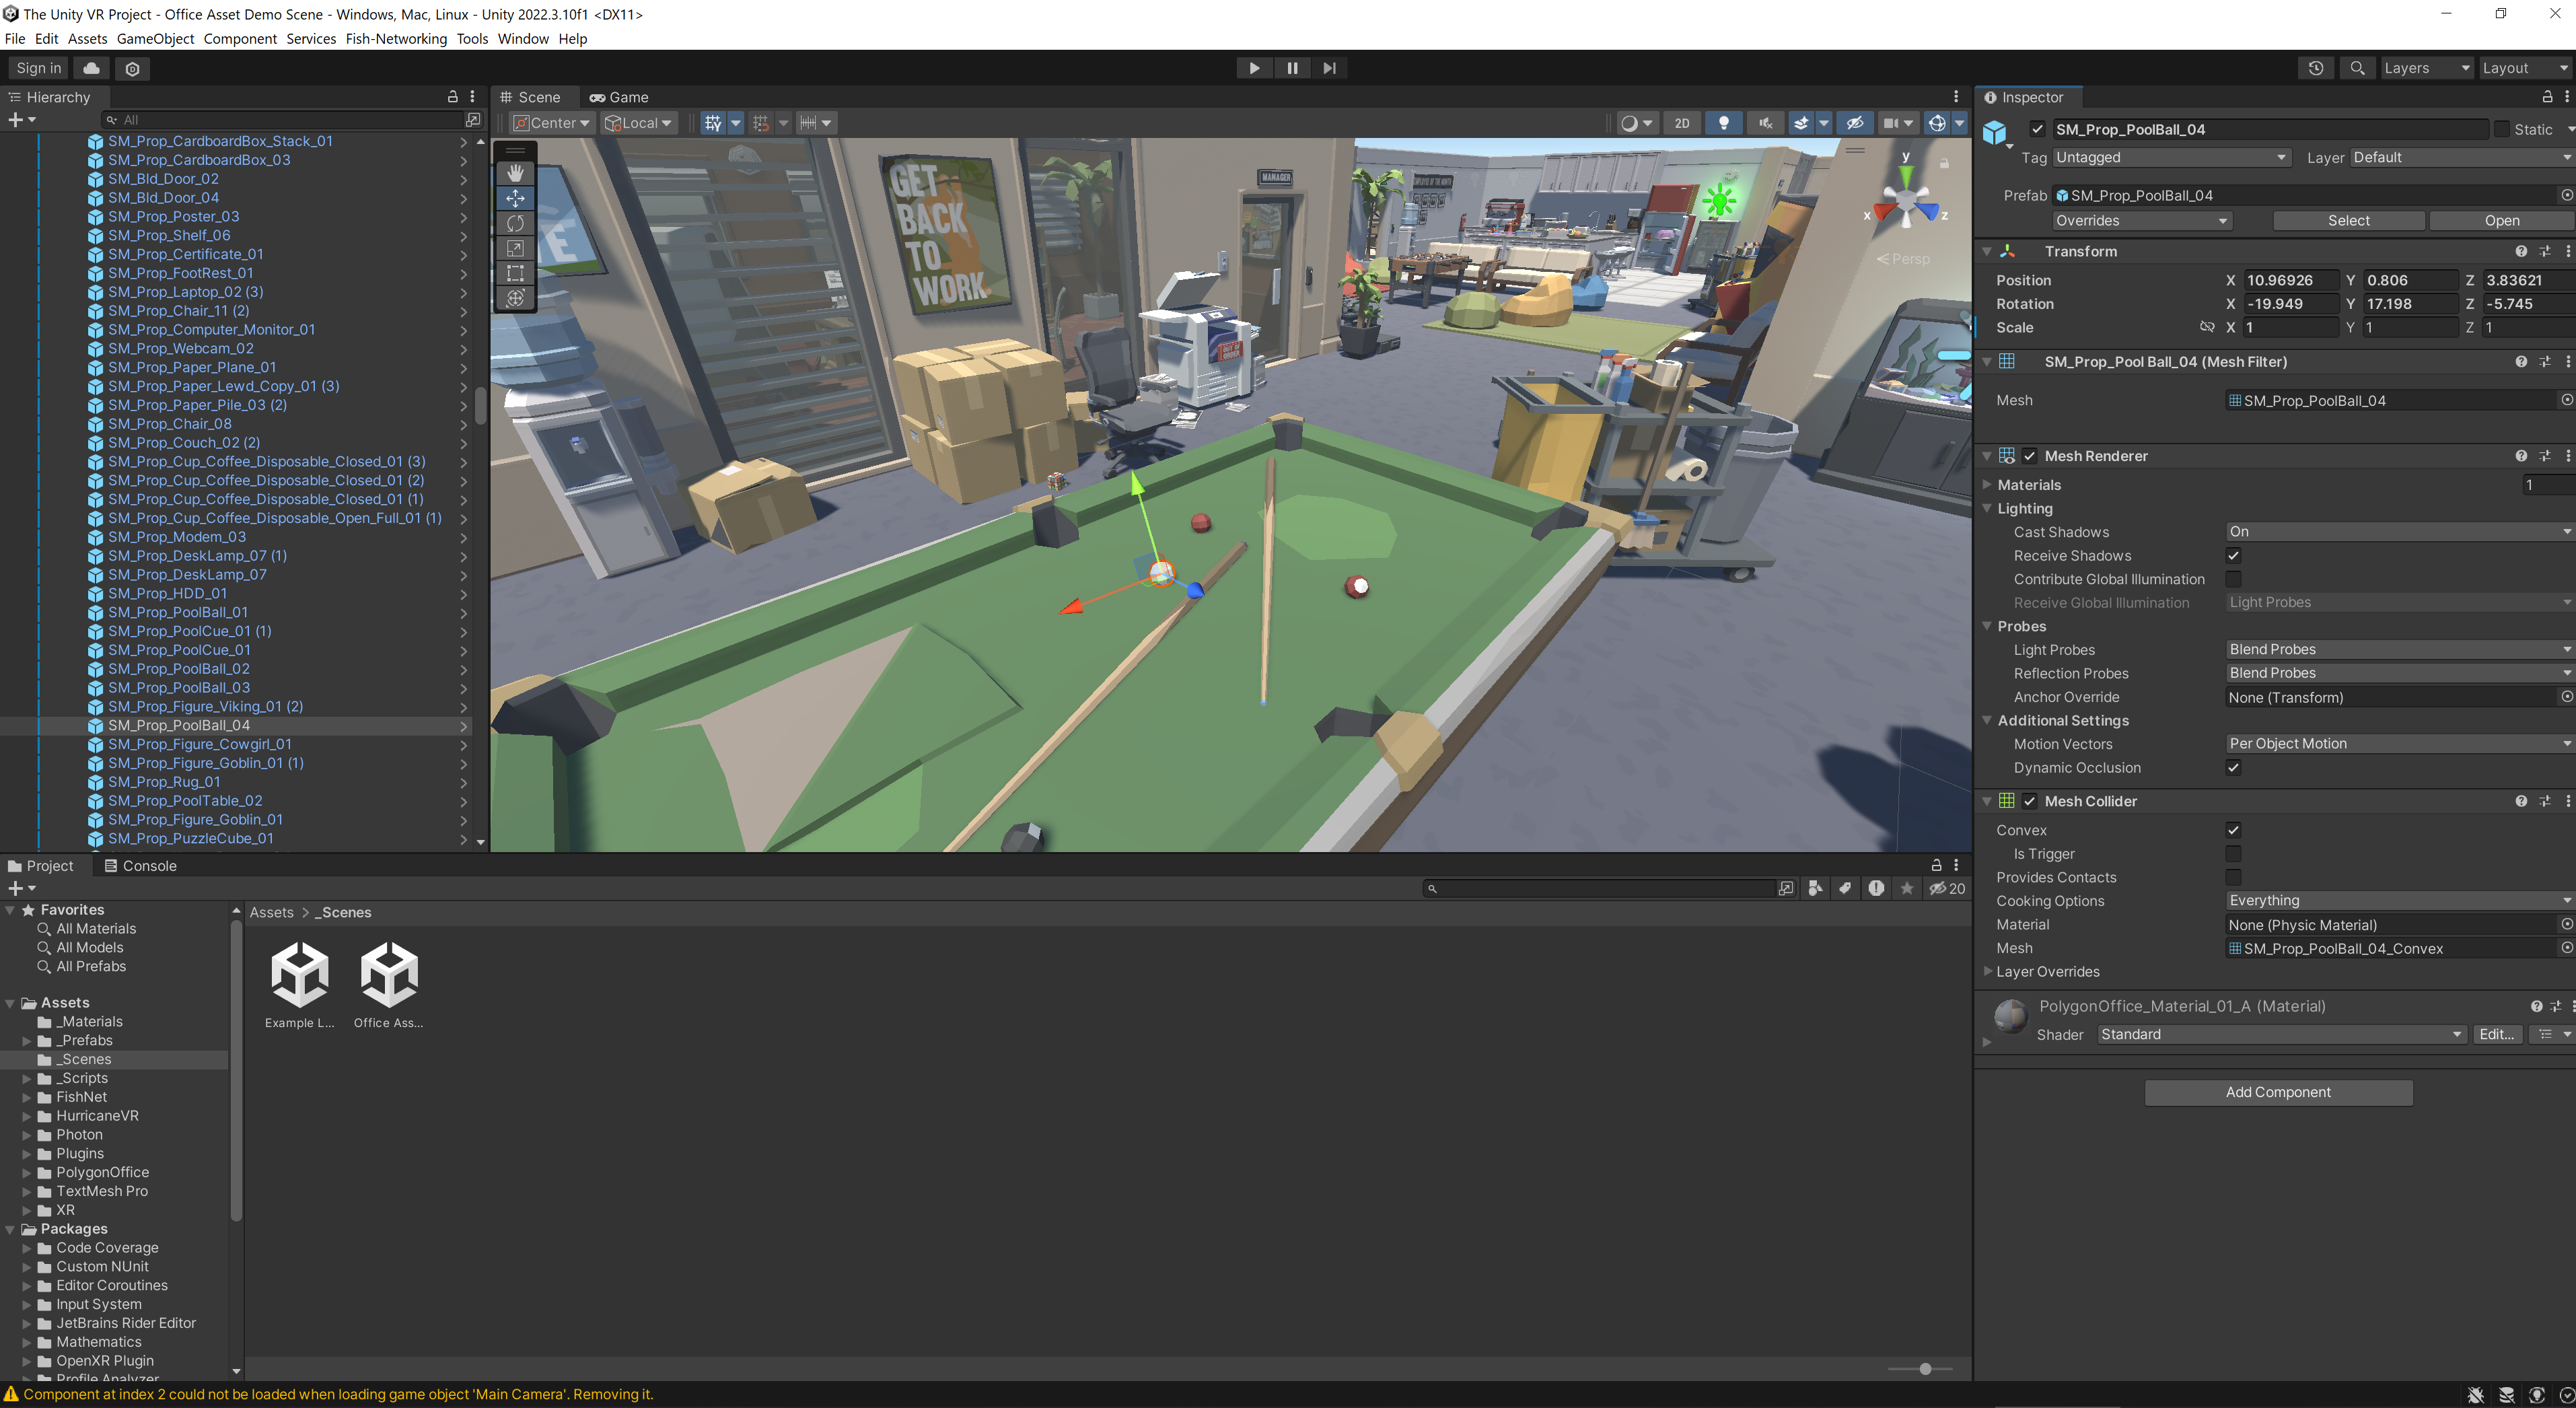 The Unity VR Project - Office Asset Demo Scene - Windows, Mac, Linux - Unity 2022.3.10f1 <DX11>
File Edit Assets GameObject Component Services Fish-Networking Tools Window Help
Sign in
Layers
Layout
Hierarchy
All
SM_Prop_CardboardBox_Stack_01
SM_Prop_CardboardBox_03
SM_Bld_Door_02
SM_Bld_Door_04
SM_Prop_Poster_03
SM_Prop_Shelf_06
SM_Prop_Certificate_01
SM_Prop_FootRest_01
SM_Prop_Laptop_02 (3)
SM_Prop_Chair_11 (2)
SM_Prop_Computer_Monitor_01
SM_Prop_Webcam_02
SM_Prop_Paper_Plane_01
SM_Prop_Paper_Lewd_Copy_01 (3)
SM_Prop_Paper_Pile_03 (2)
SM_Prop_Chair_08
SM_Prop_Couch_02 (2)
SM_Prop_Cup_Coffee_Disposable_Closed_01 (3)
SM_Prop_Cup_Coffee_Disposable_Closed_01 (2)
SM_Prop_Cup_Coffee_Disposable_Closed_01 (1)
SM_Prop_Cup_Coffee_Disposable_Open_Full_01 (1)
SM_Prop_Modem_03
SM_Prop_DeskLamp_07 (1)
SM_Prop_DeskLamp_07
SM_Prop_HDD_01
SM_Prop_PoolBall_01
SM_Prop_PoolCue_01 (1)
SM_Prop_PoolCue_01
SM_Prop_PoolBall_02
SM_Prop_PoolBall_03
SM_Prop_Figure_Viking_01 (2)
SM_Prop_PoolBall_04
SM_Prop_Figure_Cowgirl_01
SM_Prop_Figure_Goblin_01 (1)
SM_Prop_Rug_01
SM_Prop_PoolTable_02
SM_Prop_Figure_Goblin_01
SM_Prop_PuzzleCube_01
Scene Game
Center Local 2D
GET
BACK
TO
WORK
MANAGER
EMPLOYEE OF THE MONTH
OUT OF
ORDER
y
x z
Persp
Inspector
SM_Prop_PoolBall_04 Static
Tag Untagged Layer Default
Prefab SM_Prop_PoolBall_04
Overrides Select Open
Transform
Position X 10.96926 Y 0.806 Z 3.83621
Rotation X -19.949 Y 17.198 Z -5.745
Scale X 1 Y 1 Z 1
SM_Prop_Pool Ball_04 (Mesh Filter)
Mesh SM_Prop_PoolBall_04
Mesh Renderer
Materials 1
Lighting
Cast Shadows On
Receive Shadows
Contribute Global Illumination
Receive Global Illumination Light Probes
Probes
Light Probes Blend Probes
Reflection Probes Blend Probes
Anchor Override None (Transform)
Additional Settings
Motion Vectors Per Object Motion
Dynamic Occlusion
Mesh Collider
Convex
Is Trigger
Provides Contacts
Cooking Options Everything
Material None (Physic Material)
Mesh SM_Prop_PoolBall_04_Convex
Layer Overrides
PolygonOffice_Material_01_A (Material)
Shader Standard Edit...
Add Component
Project Console
20
Favorites
All Materials
All Models
All Prefabs
Assets
_Materials
_Prefabs
_Scenes
_Scripts
FishNet
HurricaneVR
Photon
Plugins
PolygonOffice
TextMesh Pro
XR
Packages
Code Coverage
Custom NUnit
Editor Coroutines
Input System
JetBrains Rider Editor
Mathematics
OpenXR Plugin
Profile Analyzer
Assets > _Scenes
Example L... Office Ass...
Component at index 2 could not be loaded when loading game object 'Main Camera'. Removing it.